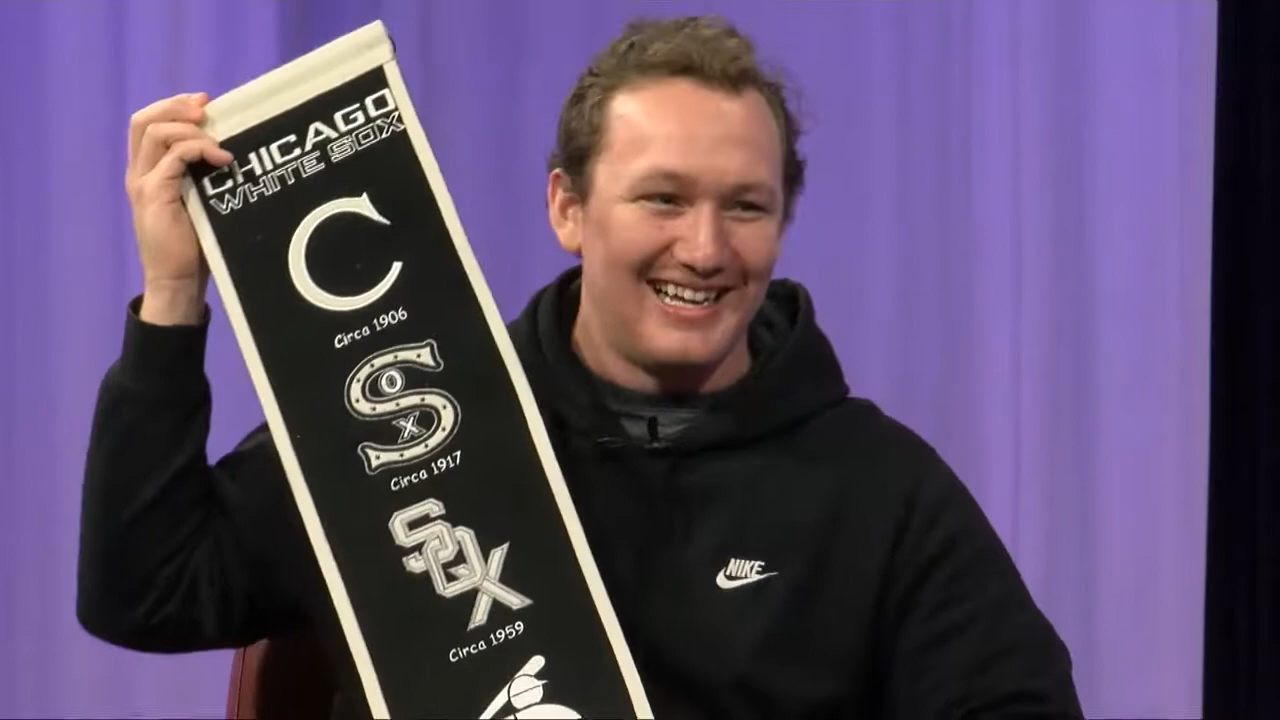 CHICAGO
WHITE SOX
C
Circa 1906
SOX
Circa 1917
SOX
Circa 1959
NIKE